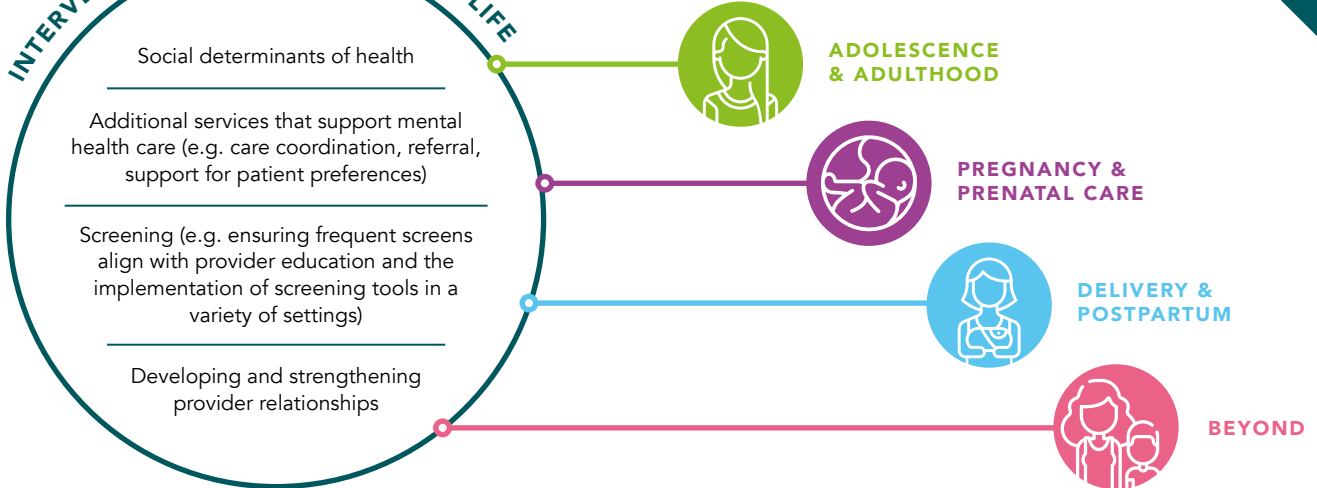 LIFE
Social determinants of health
Additional services that support mental
health care (e.g. care coordination, referral,
support for patient preferences)
Screening (e.g. ensuring frequent screens
align with provider education and the
implementation of screening tools in a
variety of settings)
Developing and strengthening
provider relationships
ADOLESCENCE
& ADULTHOOD
PREGNANCY &
PRENATAL CARE
DELIVERY &
POSTPARTUM
BEYOND